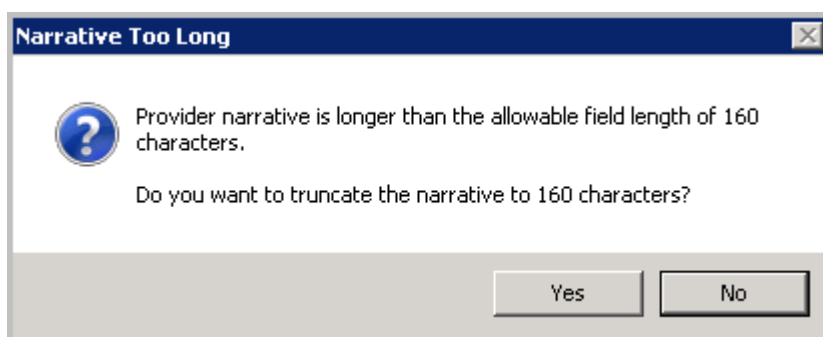 Narrative Too Long
Provider narrative is longer than the allowable field length of 160
characters.
Do you want to truncate the narrative to 160 characters?
Yes No